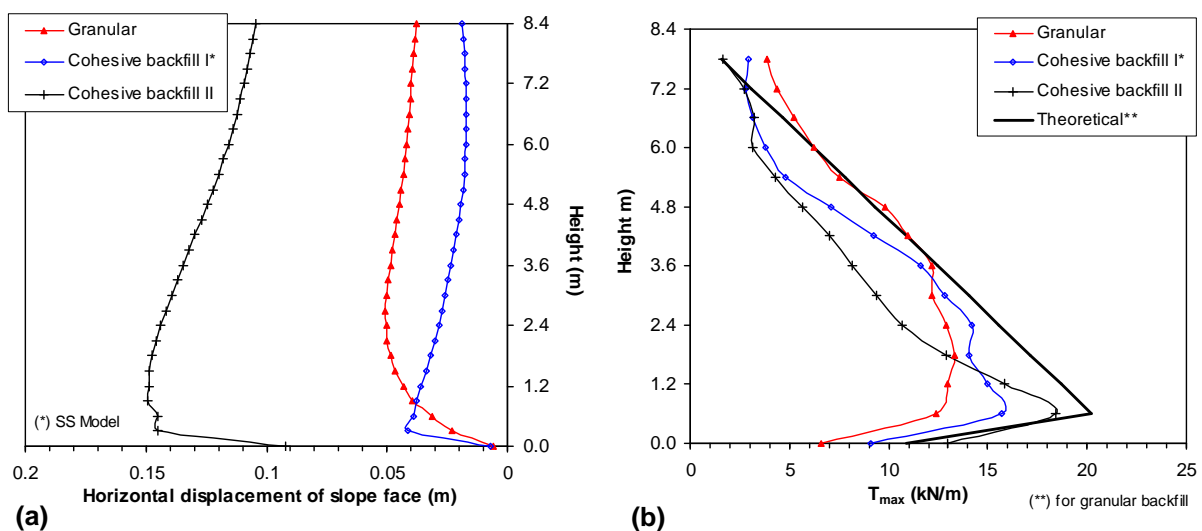 Granular
Cohesive backfill I*
Cohesive backfill II
8.4
7.2
6.0
4.8
3.6
2.4
1.2
0.0
Height (m)
(*) SS Model
0.2
0.15
0.1
0.05
0
Horizontal displacement of slope face (m)
(a)
Granular
Cohesive backfill I*
Cohesive backfill II
Theoretical**
8.4
7.2
6.0
4.8
3.6
2.4
1.2
0.0
Height m)
0
5
10
15
20
25
Tmax (kN/m)
(**) for granular backfill
(b)